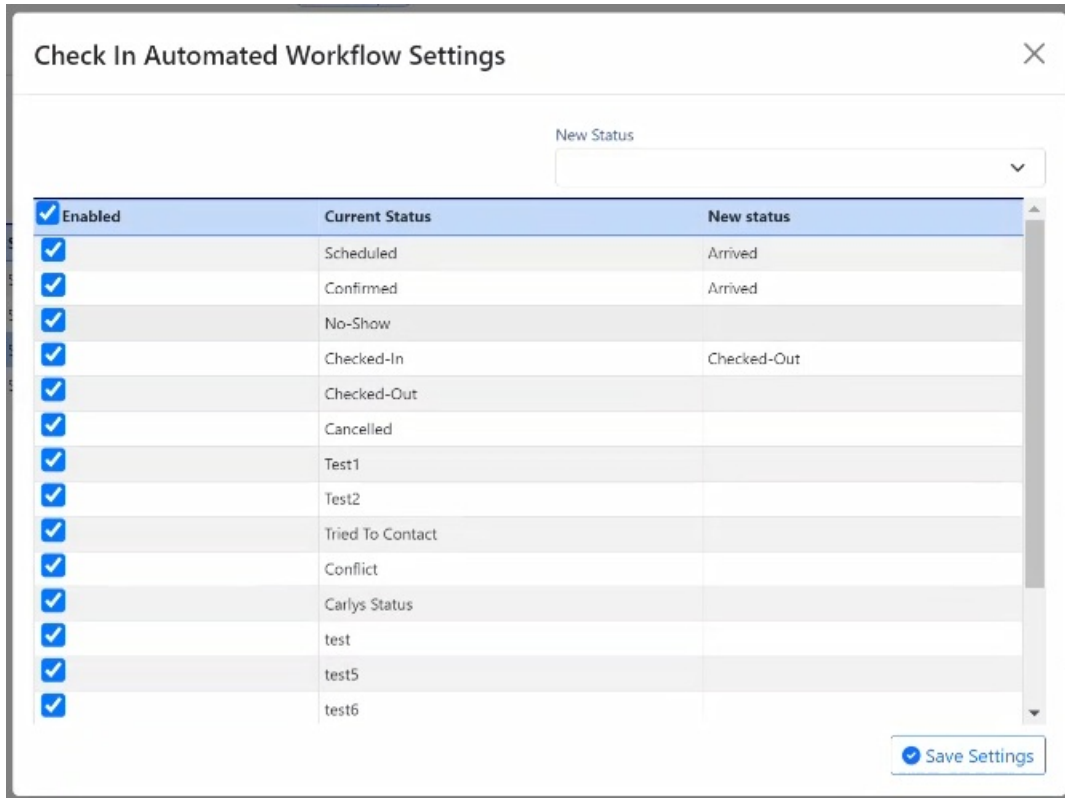 Check In Automated Workflow Settings
New Status
Enabled Current Status New status
Scheduled Arrived
Confirmed Arrived
No-Show
Checked-In Checked-Out
Checked-Out
Cancelled
Test1
Test2
Tried To Contact
Conflict
Carlys Status
test
test5
test6
Save Settings